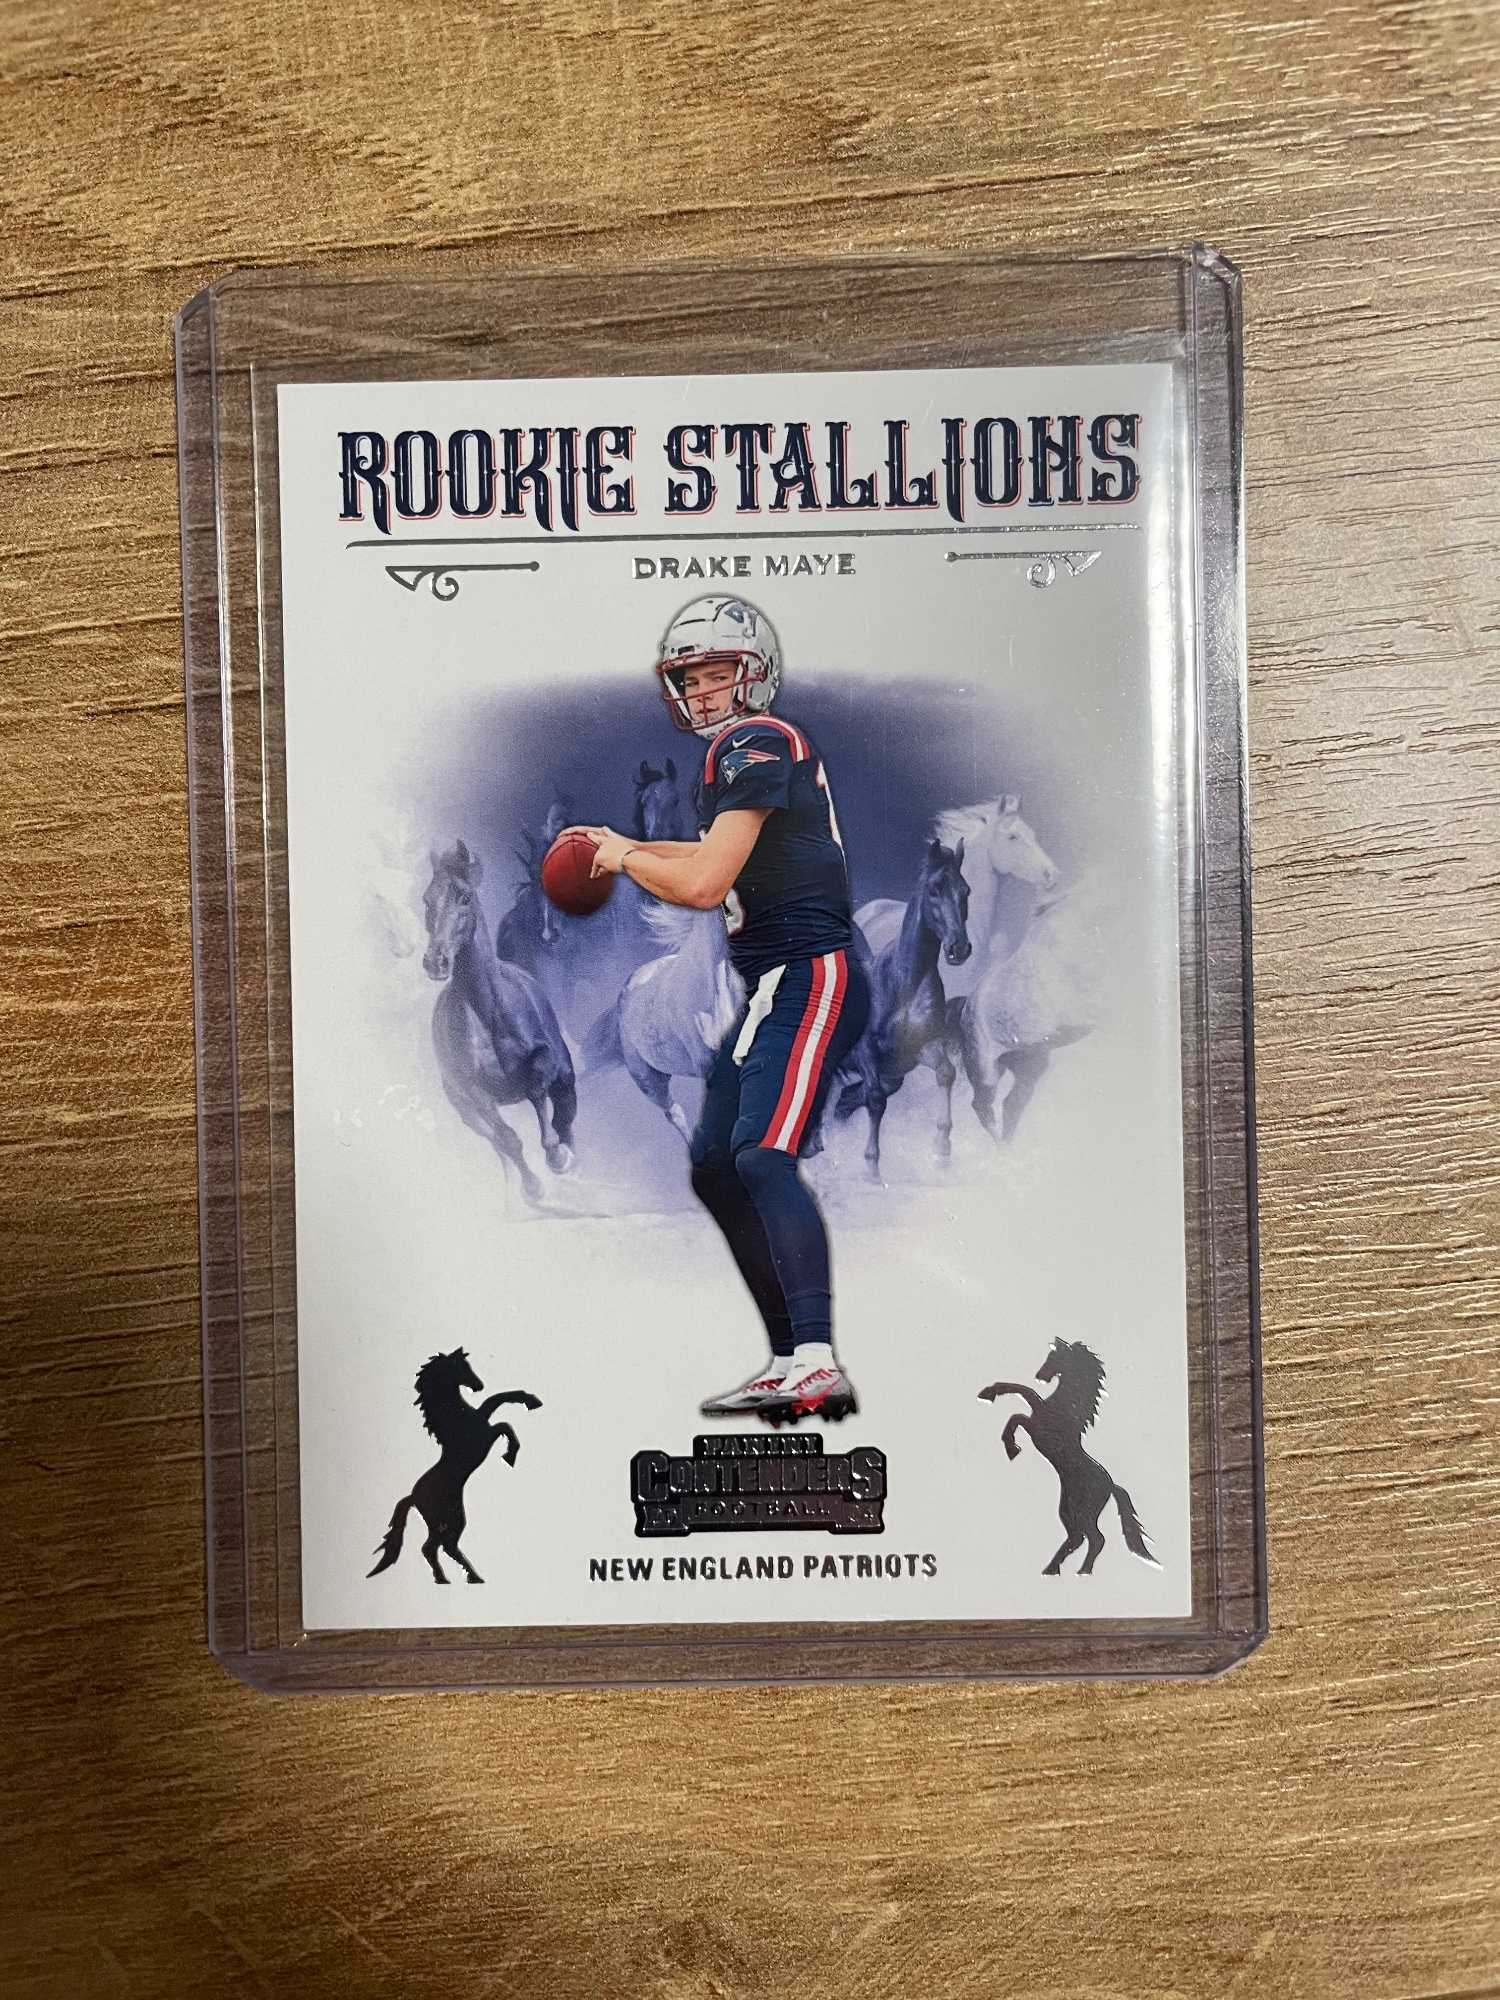 ROOKIE STALLIONS
DRAKE MAYE
PANINI
CONTENDERS
FOOTBALL
NEW ENGLAND PATRIOTS